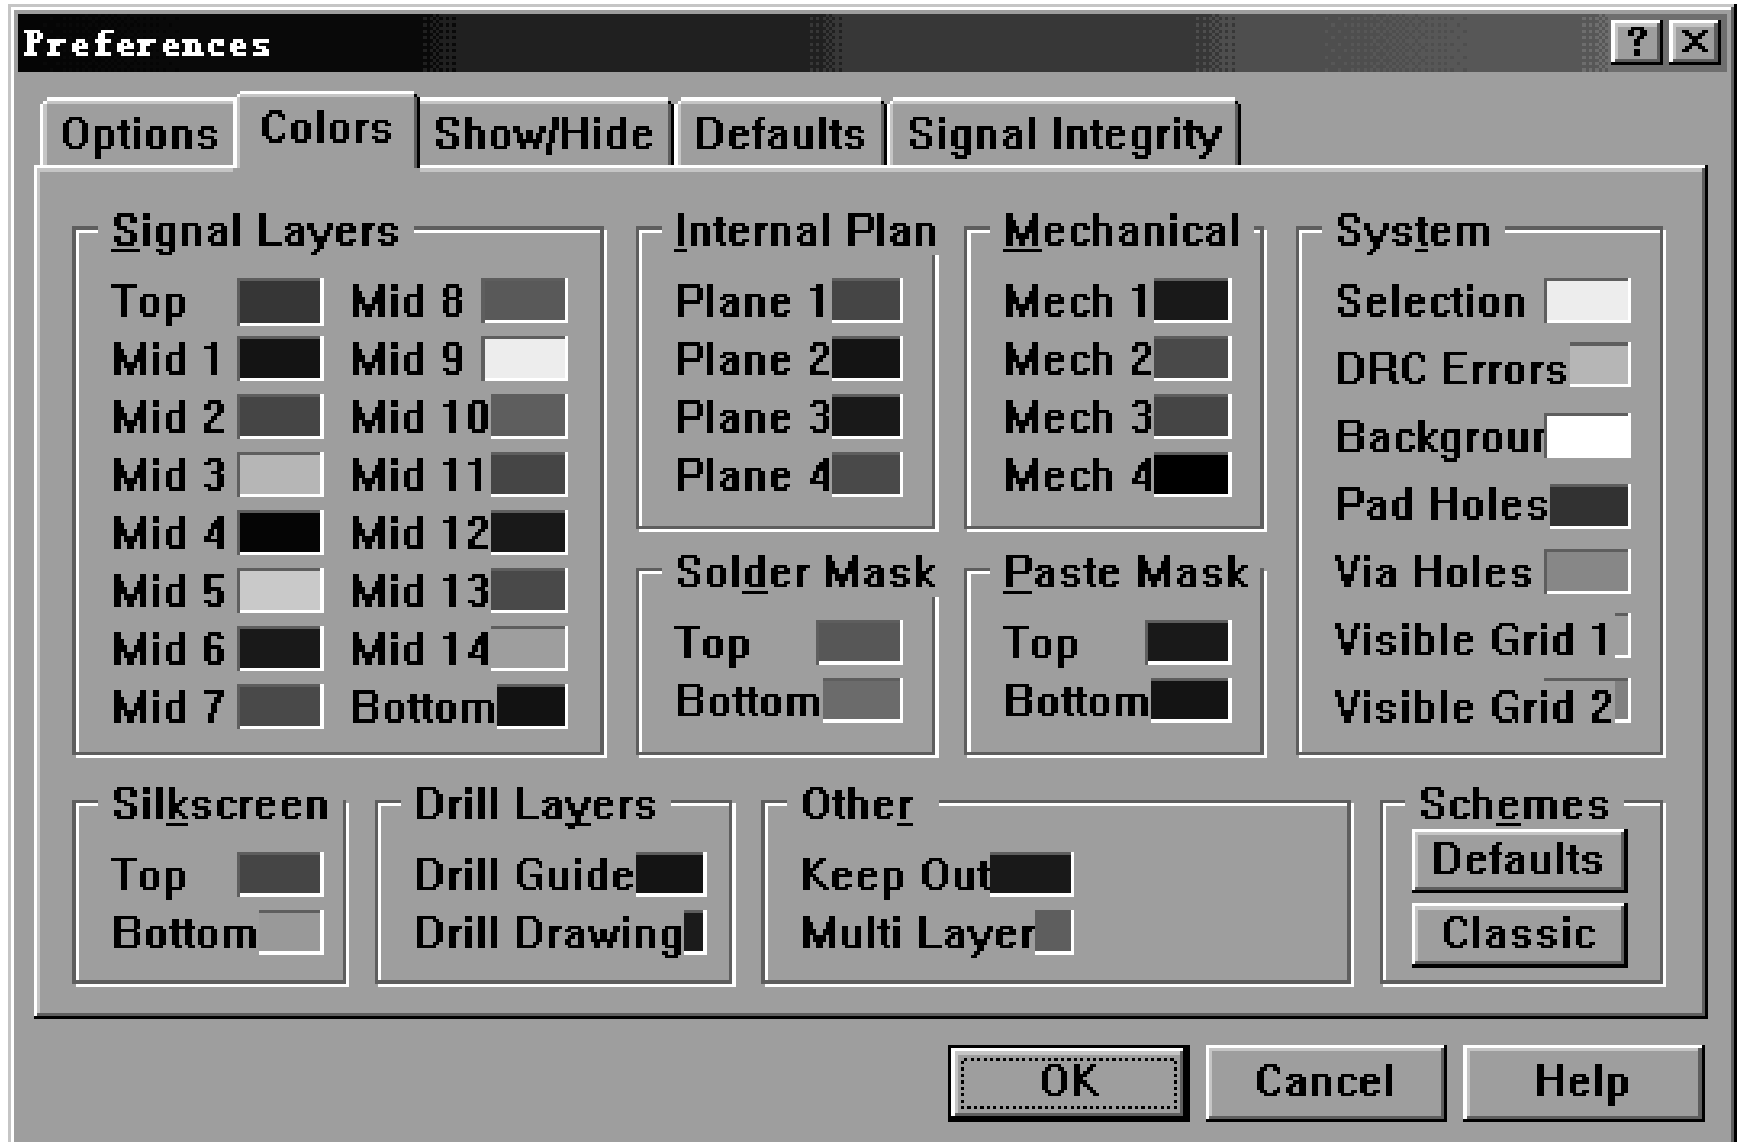 Preferences
? ×
Options Colors Show/Hide Defaults Signal Integrity
Signal Layers
Top
Mid 1
Mid 2
Mid 3
Mid 4
Mid 5
Mid 6
Mid 7
Mid 8
Mid 9
Mid 10
Mid 11
Mid 12
Mid 13
Mid 14
Bottom
Internal Plan
Plane 1
Plane 2
Plane 3
Plane 4
Mechanical
Mech 1
Mech 2
Mech 3
Mech 4
Solder Mask
Top
Bottom
Paste Mask
Top
Bottom
System
Selection
DRC Errors
Backgroun
Pad Holes
Via Holes
Visible Grid 1
Visible Grid 2
Silkscreen
Top
Bottom
Drill Layers
Drill Guide
Drill Drawing
Other
Keep Out
Multi Layer
Schemes
Defaults
Classic
OK Cancel Help